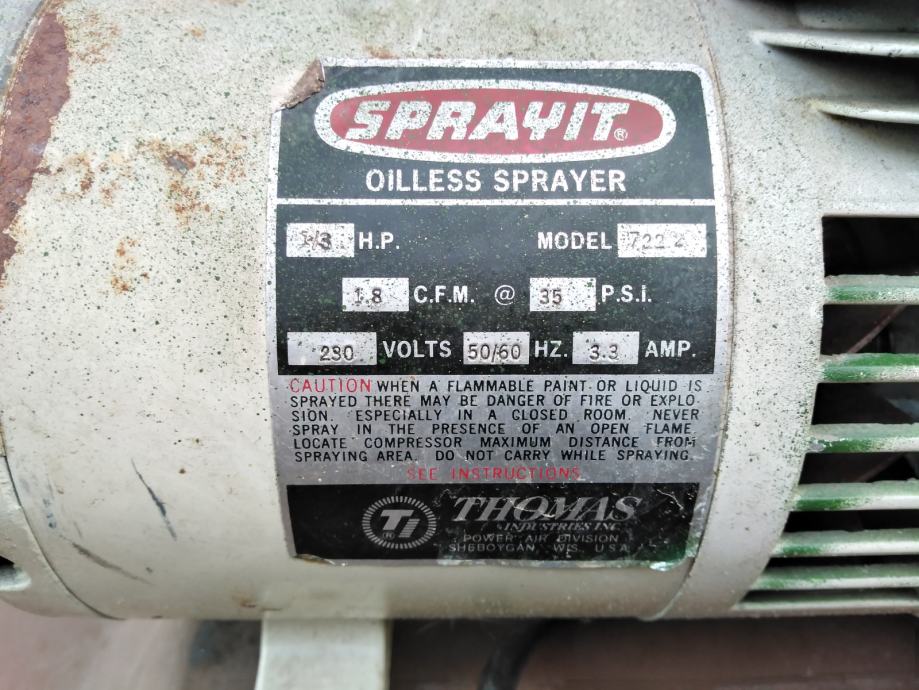 SPRAYIT®
OILLESS SPRAYER
1/3 H.P. MODEL 722 2
1.8 C.F.M. @ 35 P.S.I.
230 VOLTS 50/60 HZ. 3.3 AMP.
CAUTION WHEN A FLAMMABLE PAINT OR LIQUID IS
SPRAYED THERE MAY BE DANGER OF FIRE OR EXPLO-
SION. ESPECIALLY IN A CLOSED ROOM. NEVER
SPRAY IN THE PRESENCE OF AN OPEN FLAME.
LOCATE COMPRESSOR MAXIMUM DISTANCE FROM
SPRAYING AREA. DO NOT CARRY WHILE SPRAYING.
SEE INSTRUCTIONS
Ti® THOMAS
INDUSTRIES INC
POWER AIR DIVISION
SHEBOYGAN, WIS. U.S.A.